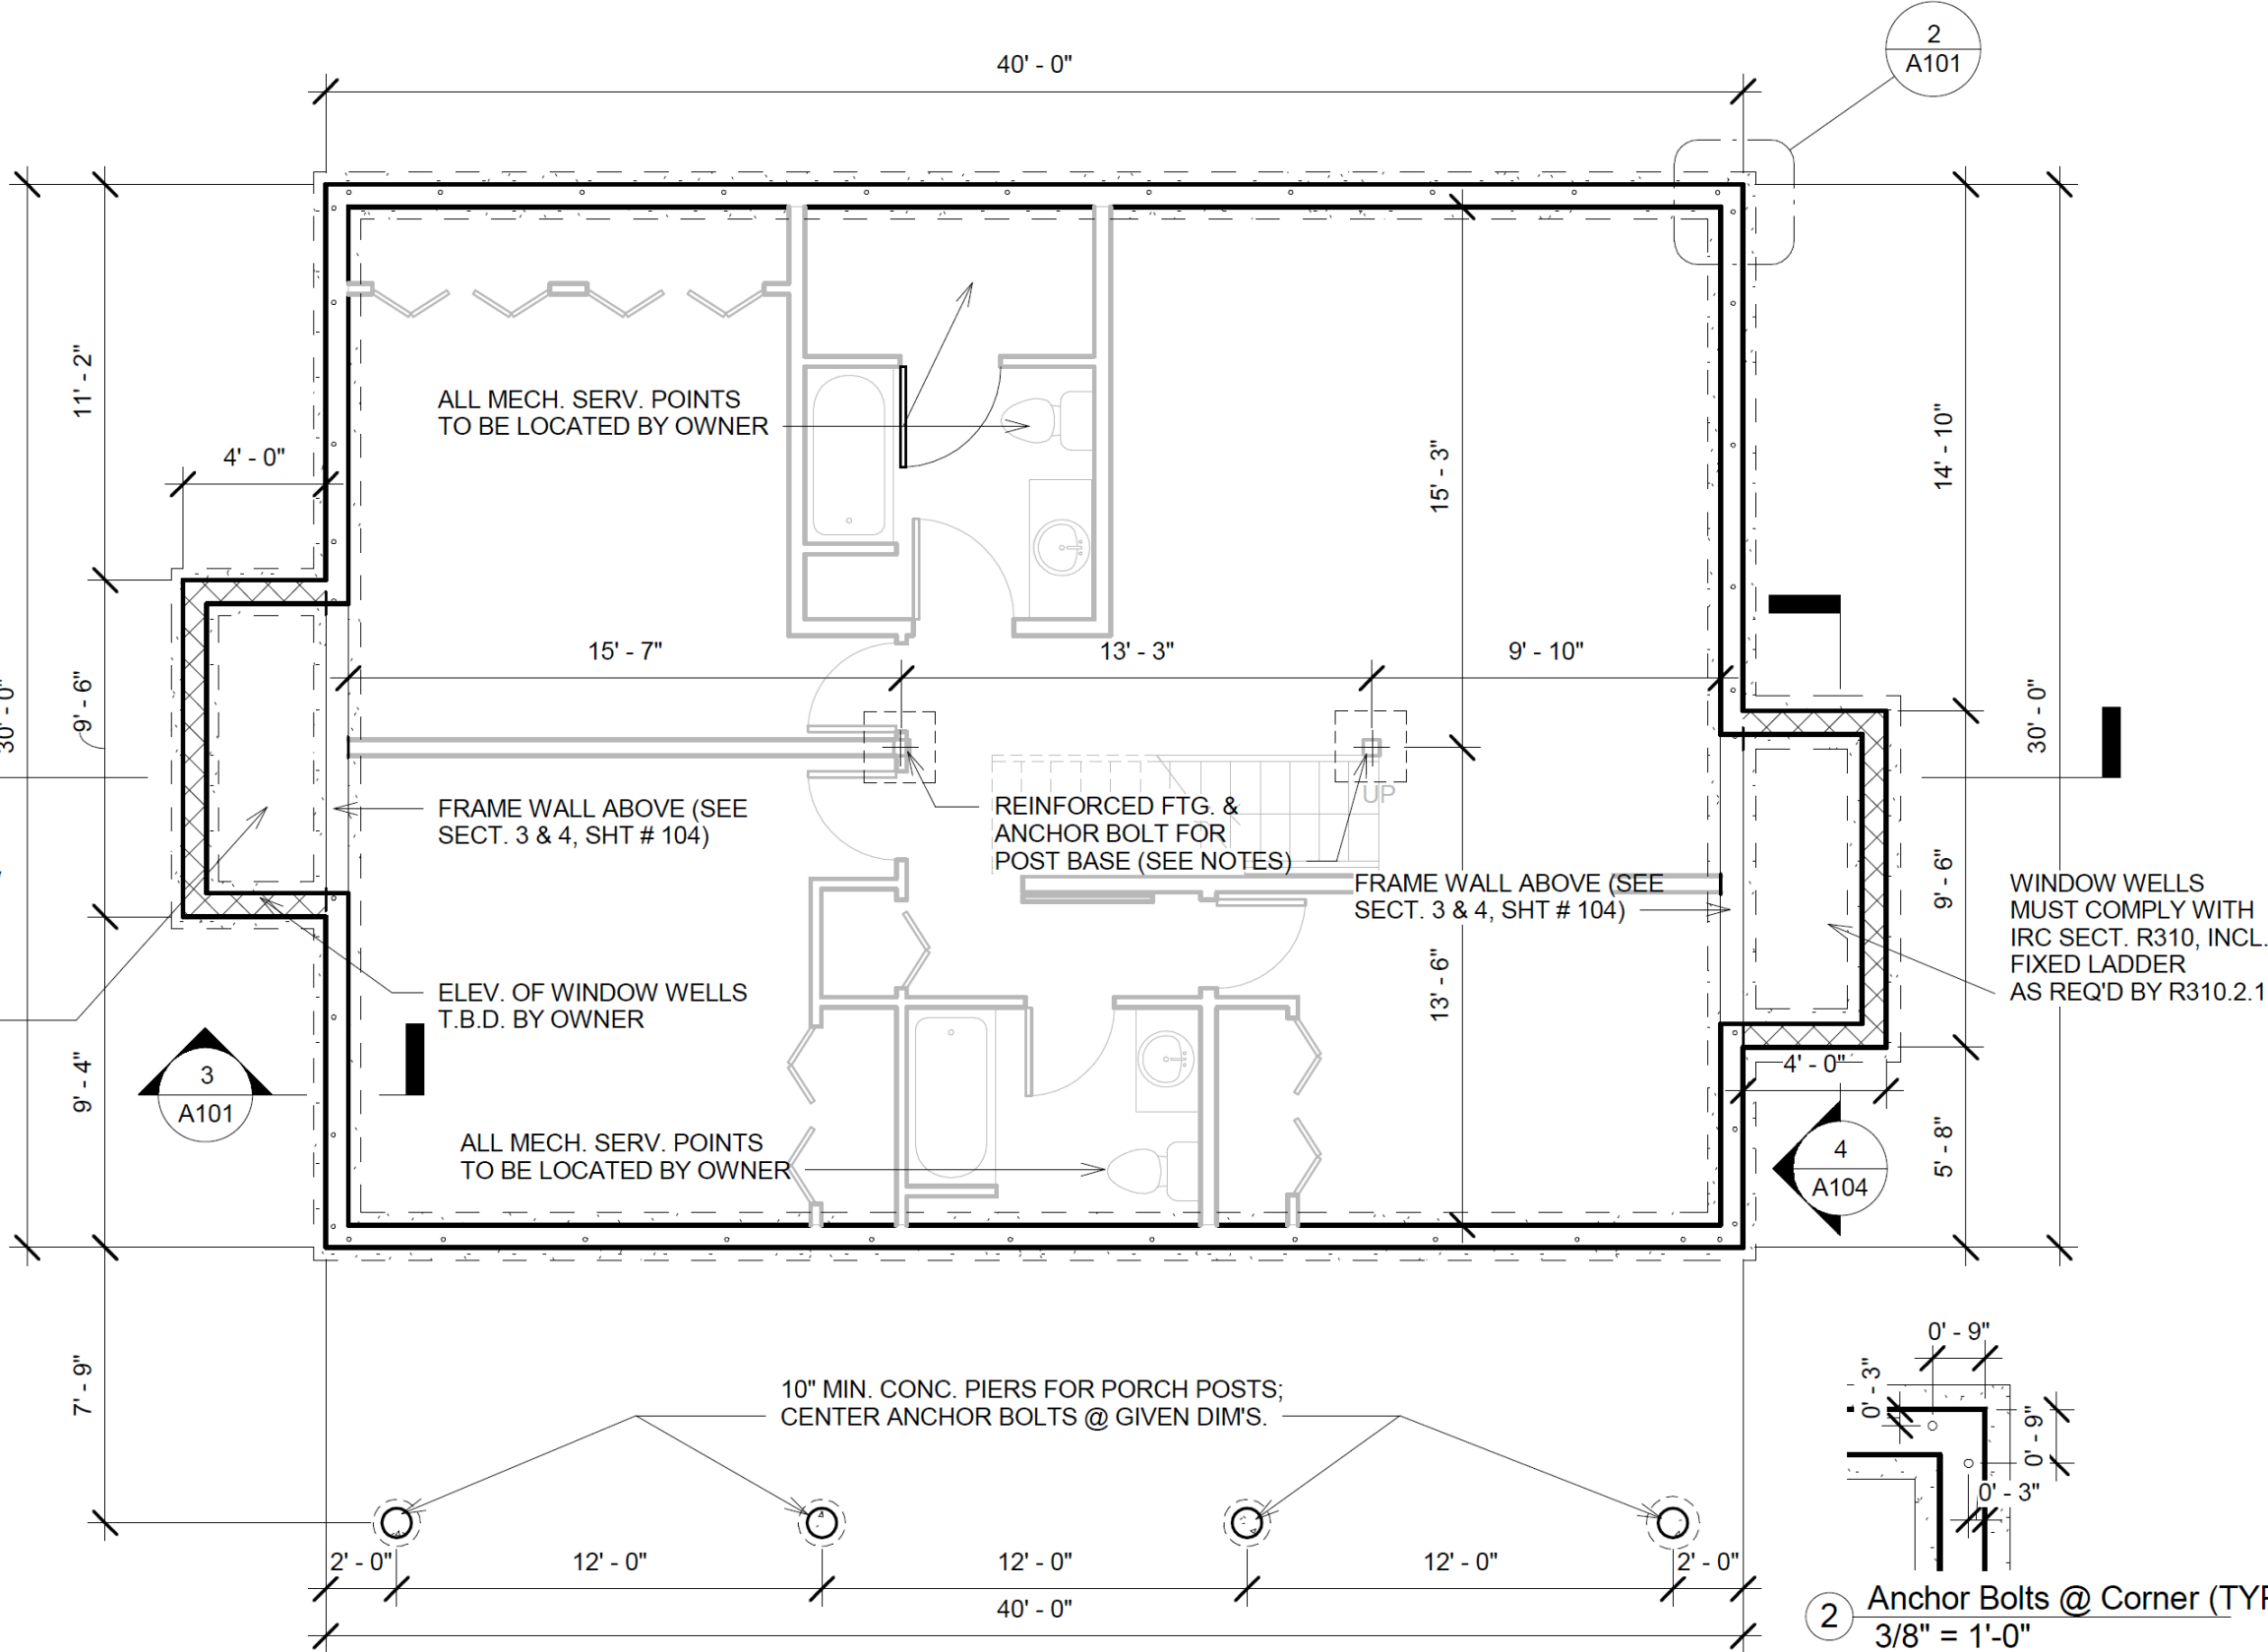 2
A101
40' - 0"
11' - 2"
4' - 0"
ALL MECH. SERV. POINTS
TO BE LOCATED BY OWNER
15' - 3"
14' - 10"
15' - 7"
13' - 3"
9' - 10"
30' - 0"
9' - 6"
30' - 0"
UP
FRAME WALL ABOVE (SEE
SECT. 3 & 4, SHT # 104)
REINFORCED FTG. &
ANCHOR BOLT FOR
POST BASE (SEE NOTES)
FRAME WALL ABOVE (SEE
SECT. 3 & 4, SHT # 104)
9' - 6"
WINDOW WELLS
MUST COMPLY WITH
IRC SECT. R310, INCL.
FIXED LADDER
AS REQ'D BY R310.2.1
ELEV. OF WINDOW WELLS
T.B.D. BY OWNER
13' - 6"
9' - 4"
3
A101
4' - 0"
ALL MECH. SERV. POINTS
TO BE LOCATED BY OWNER
4
A104
5' - 8"
7' - 9"
10" MIN. CONC. PIERS FOR PORCH POSTS;
CENTER ANCHOR BOLTS @ GIVEN DIM'S.
0' - 9"
0' - 3"
0' - 9"
0' - 3"
2' - 0"
12' - 0"
12' - 0"
12' - 0"
2' - 0"
40' - 0"
2
Anchor Bolts @ Corner (TYP
3/8" = 1'-0"